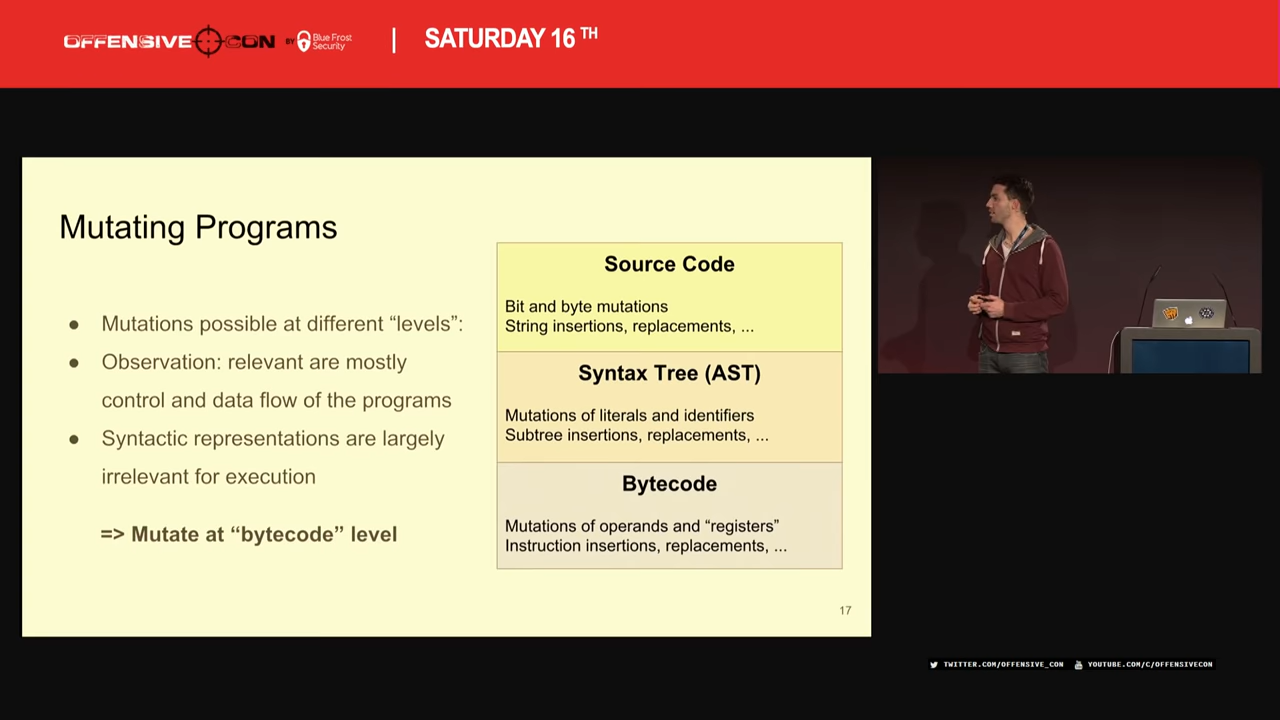 OFFENSIVE CON BY Blue Frost Security | SATURDAY 16 TH
Mutating Programs
● Mutations possible at different “levels”:
● Observation: relevant are mostly
control and data flow of the programs
● Syntactic representations are largely
irrelevant for execution
=> Mutate at “bytecode” level
Source Code
Bit and byte mutations
String insertions, replacements, ...
Syntax Tree (AST)
Mutations of literals and identifiers
Subtree insertions, replacements, ...
Bytecode
Mutations of operands and “registers”
Instruction insertions, replacements, ...
17
TWITTER.COM/OFFENSIVE_CON YOUTUBE.COM/C/OFFENSIVECON